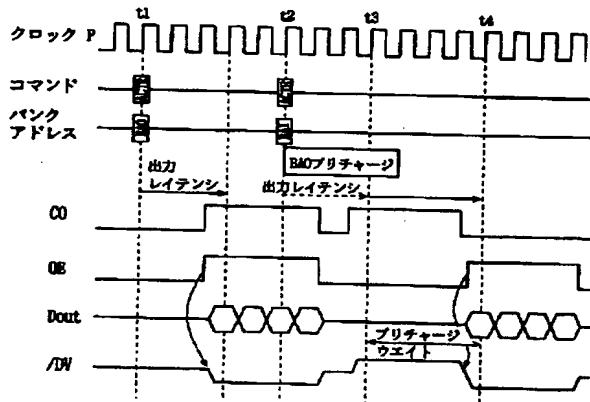 t1 t2 t3 t4
クロック P
コマンド
バンク
アドレス
BA0プリチャージ
出力
レイテンシ
出力レイテンシ
CO
OE
Dout
プリチャージ
ウエイト
/DV